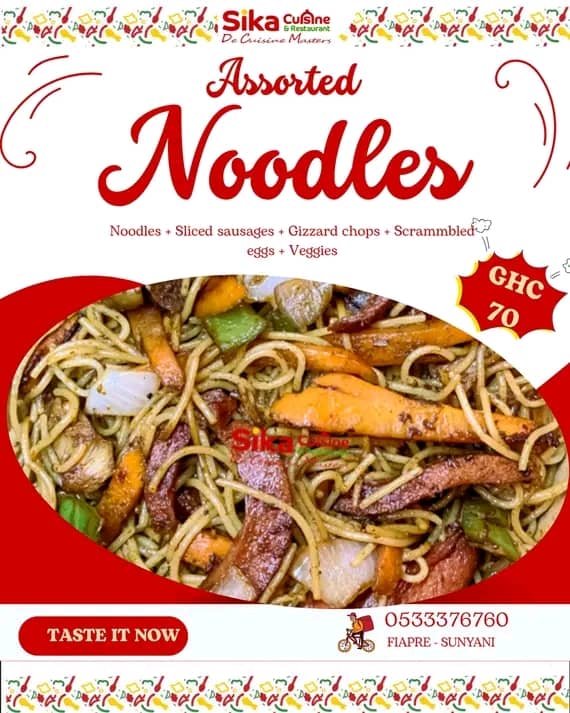 Sika Cuisine
& Restaurant
De Cuisine Masters
Assorted
Noodles
Noodles + Sliced sausages + Gizzard chops + Scrammbled
eggs + Veggies
GHC
70
Sika Cuisine
& Restaurant
TASTE IT NOW
0533376760
FIAPRE - SUNYANI